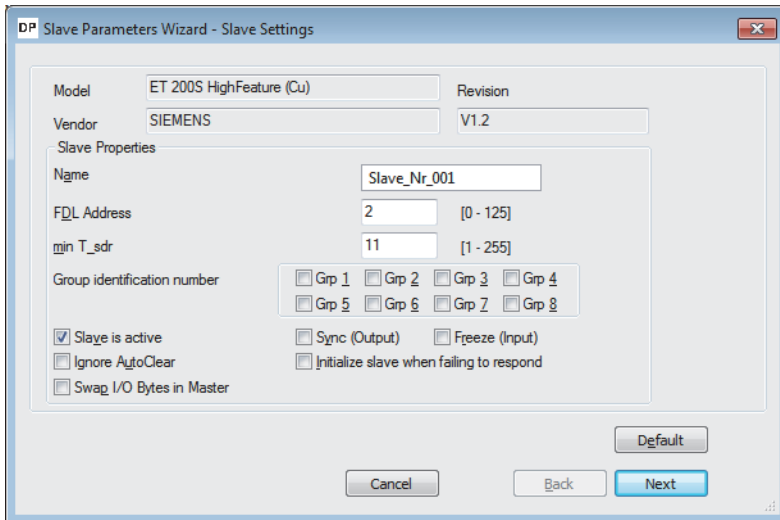 DP Slave Parameters Wizard - Slave Settings
Model ET 200S HighFeature (Cu) Revision
Vendor SIEMENS V1.2
Slave Properties
Name Slave_Nr_001
FDL Address 2 [0 - 125]
min T_sdr 11 [1 - 255]
Group identification number Grp 1 Grp 2 Grp 3 Grp 4
Grp 5 Grp 6 Grp 7 Grp 8
Slave is active Sync (Output) Freeze (Input)
Ignore AutoClear Initialize slave when failing to respond
Swap I/O Bytes in Master
Default
Cancel Back Next